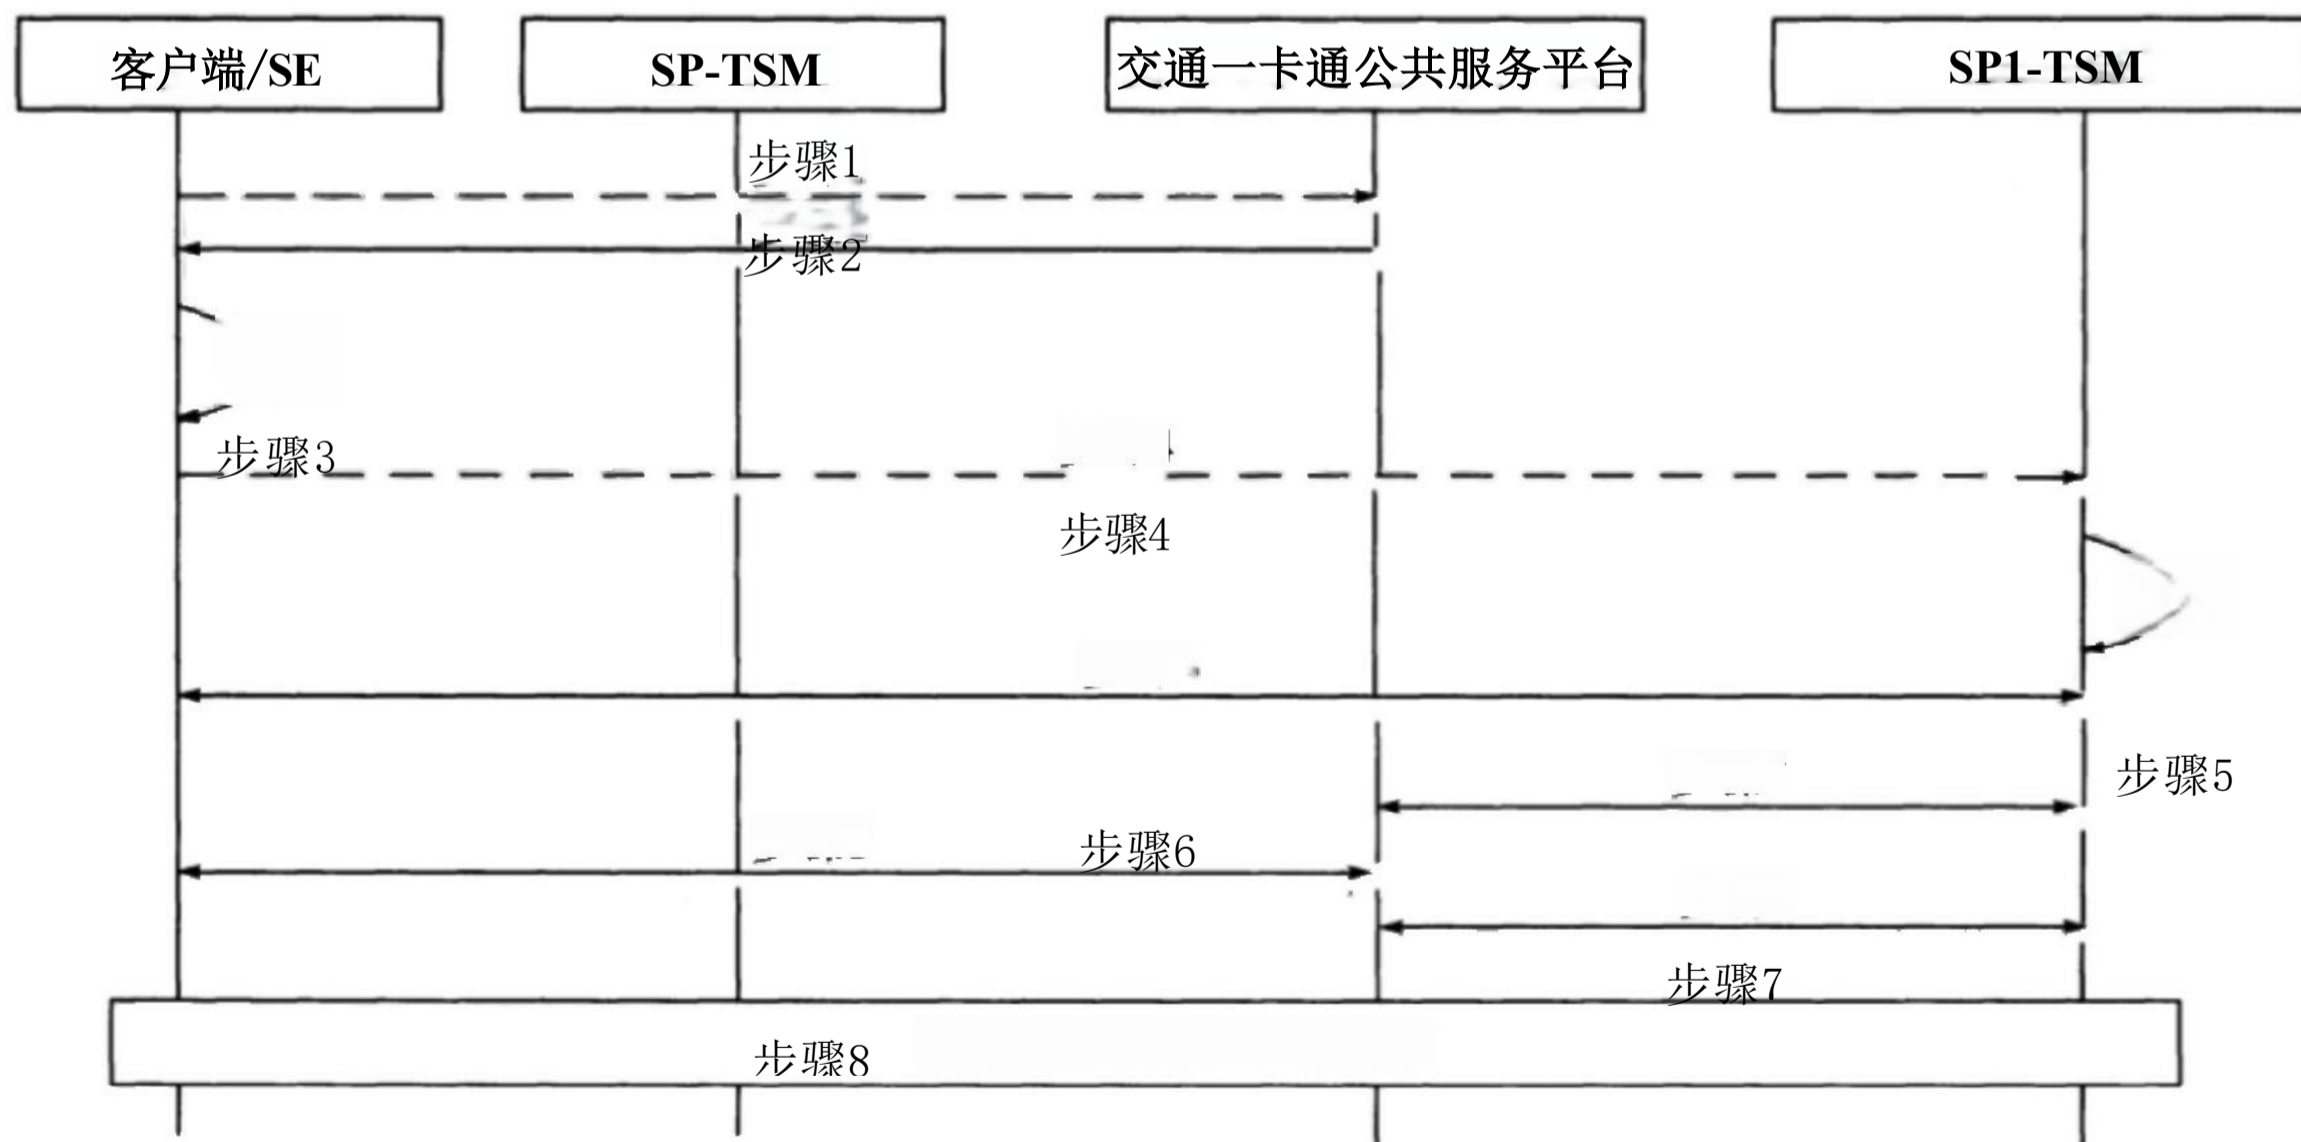 客户端/SE
SP-TSM
交通一卡通公共服务平台
SP1-TSM
步骤1
步骤2
步骤3
步骤4
步骤5
步骤6
步骤7
步骤8